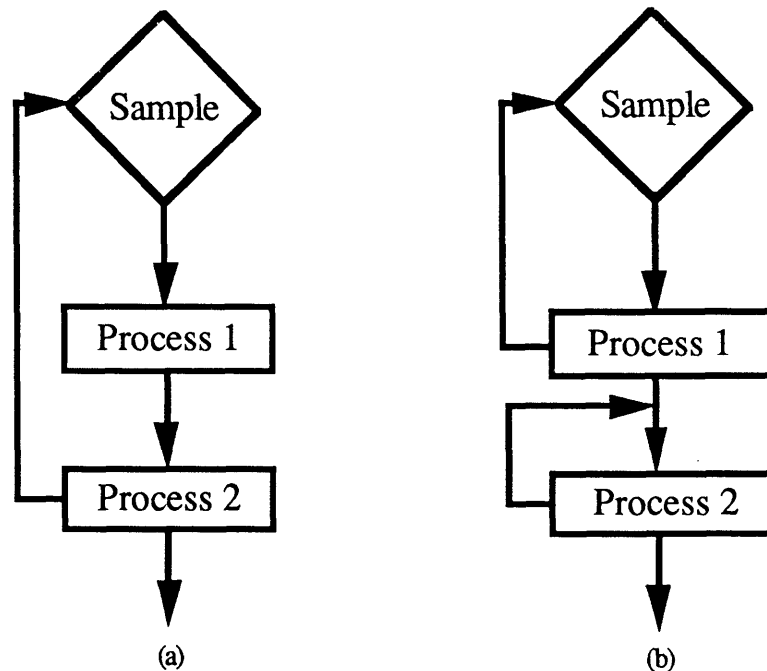 Sample
Process 1
Process 2
(a)
Sample
Process 1
Process 2
(b)